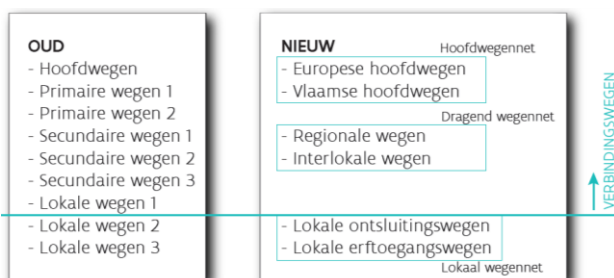 OUD
- Hoofdwegen
- Primaire wegen 1
- Primaire wegen 2
- Secundaire wegen 1
- Secundaire wegen 2
- Secundaire wegen 3
- Lokale wegen 1
- Lokale wegen 2
- Lokale wegen 3
NIEUW
Hoofdwegennet
- Europese hoofdwegen
- Vlaamse hoofdwegen
Dragend wegennet
- Regionale wegen
- Interlokale wegen
- Lokale ontsluitingswegen
- Lokale erftoegangswegen
Lokaal wegennet
VERBINDINGSWEGEN